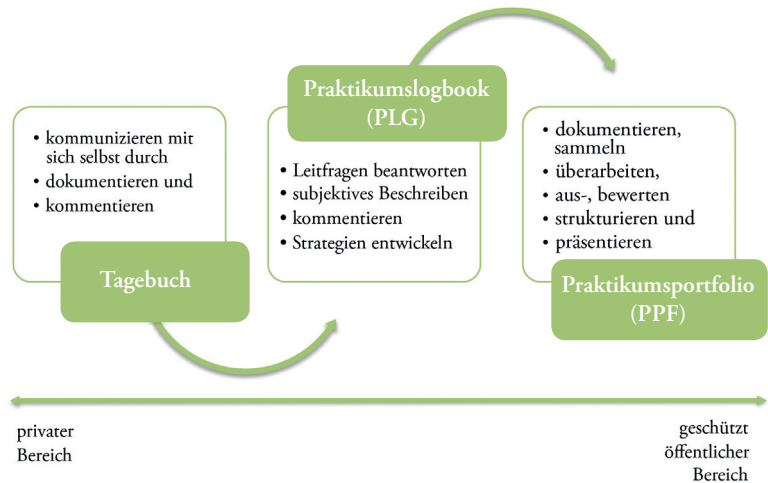 • kommunizieren mit
sich selbst durch
• dokumentieren und
• kommentieren
Tagebuch
Praktikumslogbook
(PLG)
• Leitfragen beantworten
• subjektives Beschreiben
• kommentieren
• Strategien entwickeln
• dokumentieren,
sammeln
• überarbeiten,
• aus-, bewerten
• strukturieren und
• präsentieren
Praktikumsportfolio
(PPF)
privater
Bereich
geschützt
öffentlicher
Bereich